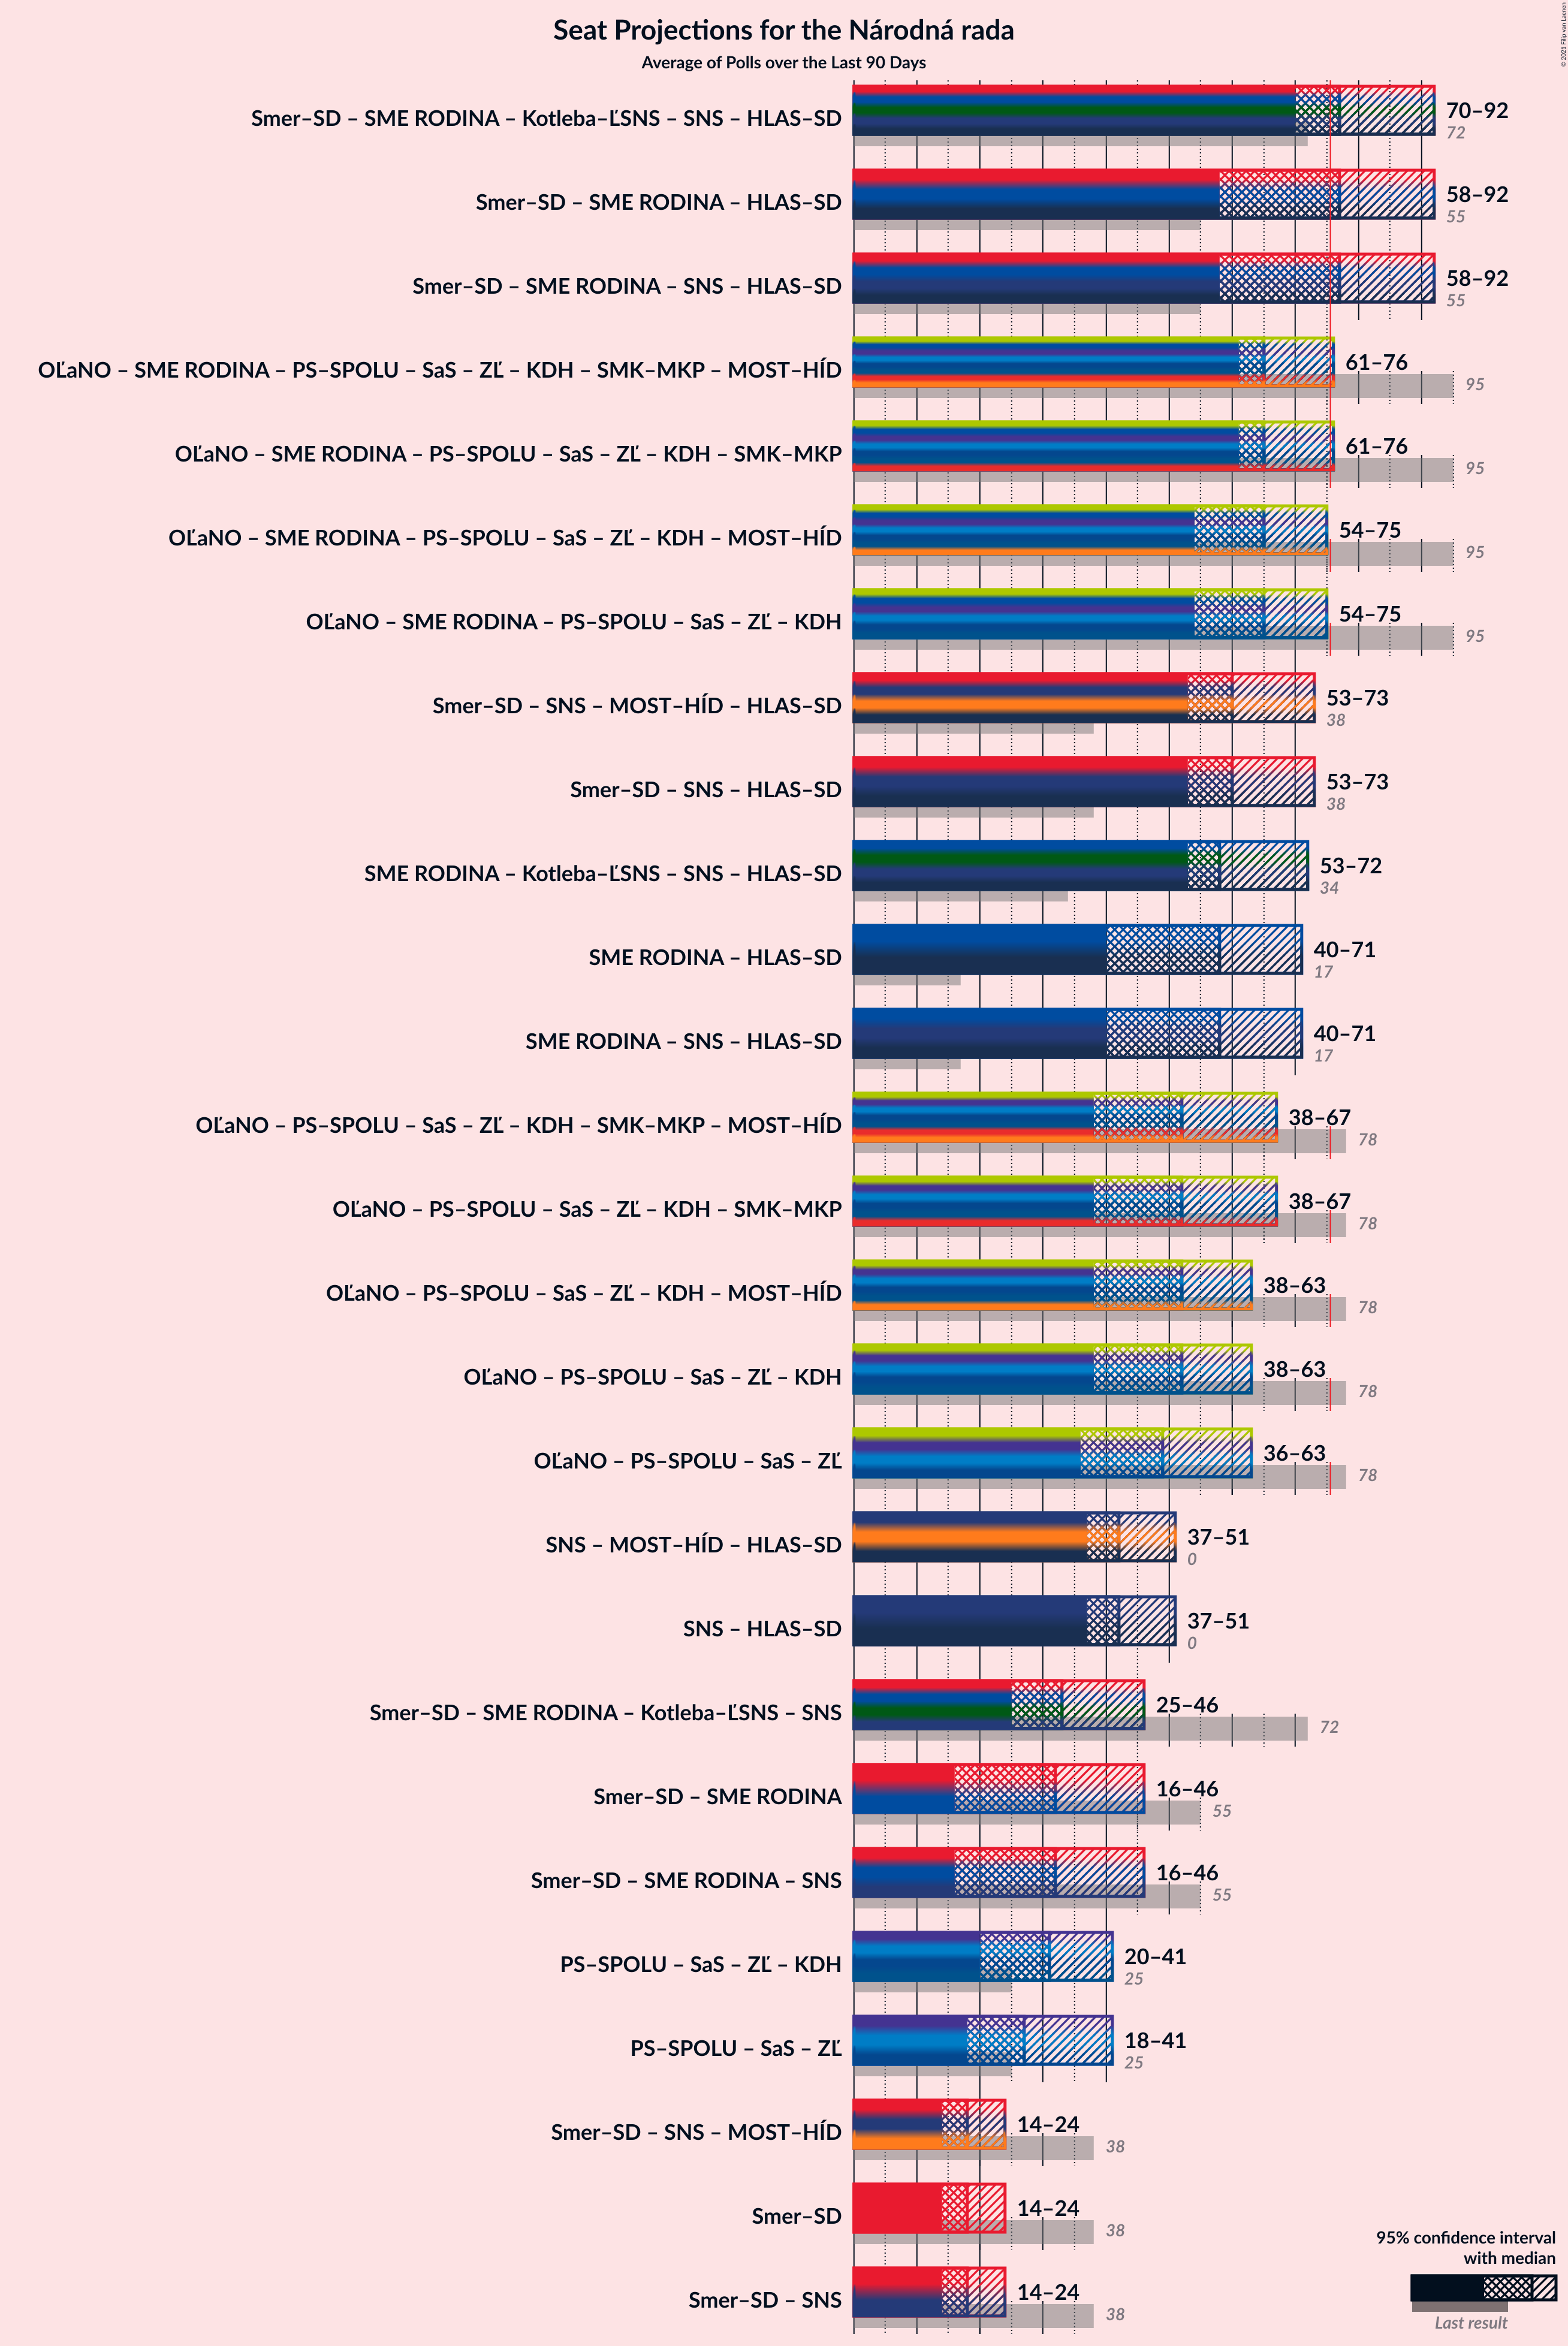 Seat Projections for the Národná rada
Average of Polls over the Last 90 Days
© 2021 Filip van Laenen
Smer–SD – SME RODINA – Kotleba–ĽSNS – SNS – HLAS–SD
70–92
72
Smer–SD – SME RODINA – HLAS–SD
58–92
55
Smer–SD – SME RODINA – SNS – HLAS–SD
58–92
55
OĽaNO – SME RODINA – PS–SPOLU – SaS – ZĽ – KDH – SMK–MKP – MOST–HÍD
61–76
95
OĽaNO – SME RODINA – PS–SPOLU – SaS – ZĽ – KDH – SMK–MKP
61–76
95
OĽaNO – SME RODINA – PS–SPOLU – SaS – ZĽ – KDH – MOST–HÍD
54–75
95
OĽaNO – SME RODINA – PS–SPOLU – SaS – ZĽ – KDH
54–75
95
Smer–SD – SNS – MOST–HÍD – HLAS–SD
53–73
38
Smer–SD – SNS – HLAS–SD
53–73
38
SME RODINA – Kotleba–ĽSNS – SNS – HLAS–SD
53–72
34
SME RODINA – HLAS–SD
40–71
17
SME RODINA – SNS – HLAS–SD
40–71
17
OĽaNO – PS–SPOLU – SaS – ZĽ – KDH – SMK–MKP – MOST–HÍD
38–67
78
OĽaNO – PS–SPOLU – SaS – ZĽ – KDH – SMK–MKP
38–67
78
OĽaNO – PS–SPOLU – SaS – ZĽ – KDH – MOST–HÍD
38–63
78
OĽaNO – PS–SPOLU – SaS – ZĽ – KDH
38–63
78
OĽaNO – PS–SPOLU – SaS – ZĽ
36–63
78
SNS – MOST–HÍD – HLAS–SD
37–51
0
SNS – HLAS–SD
37–51
0
Smer–SD – SME RODINA – Kotleba–ĽSNS – SNS
25–46
72
Smer–SD – SME RODINA
16–46
55
Smer–SD – SME RODINA – SNS
16–46
55
PS–SPOLU – SaS – ZĽ – KDH
20–41
25
PS–SPOLU – SaS – ZĽ
18–41
25
Smer–SD – SNS – MOST–HÍD
14–24
38
Smer–SD
14–24
38
Smer–SD – SNS
14–24
38
95% confidence interval
with median
Last result